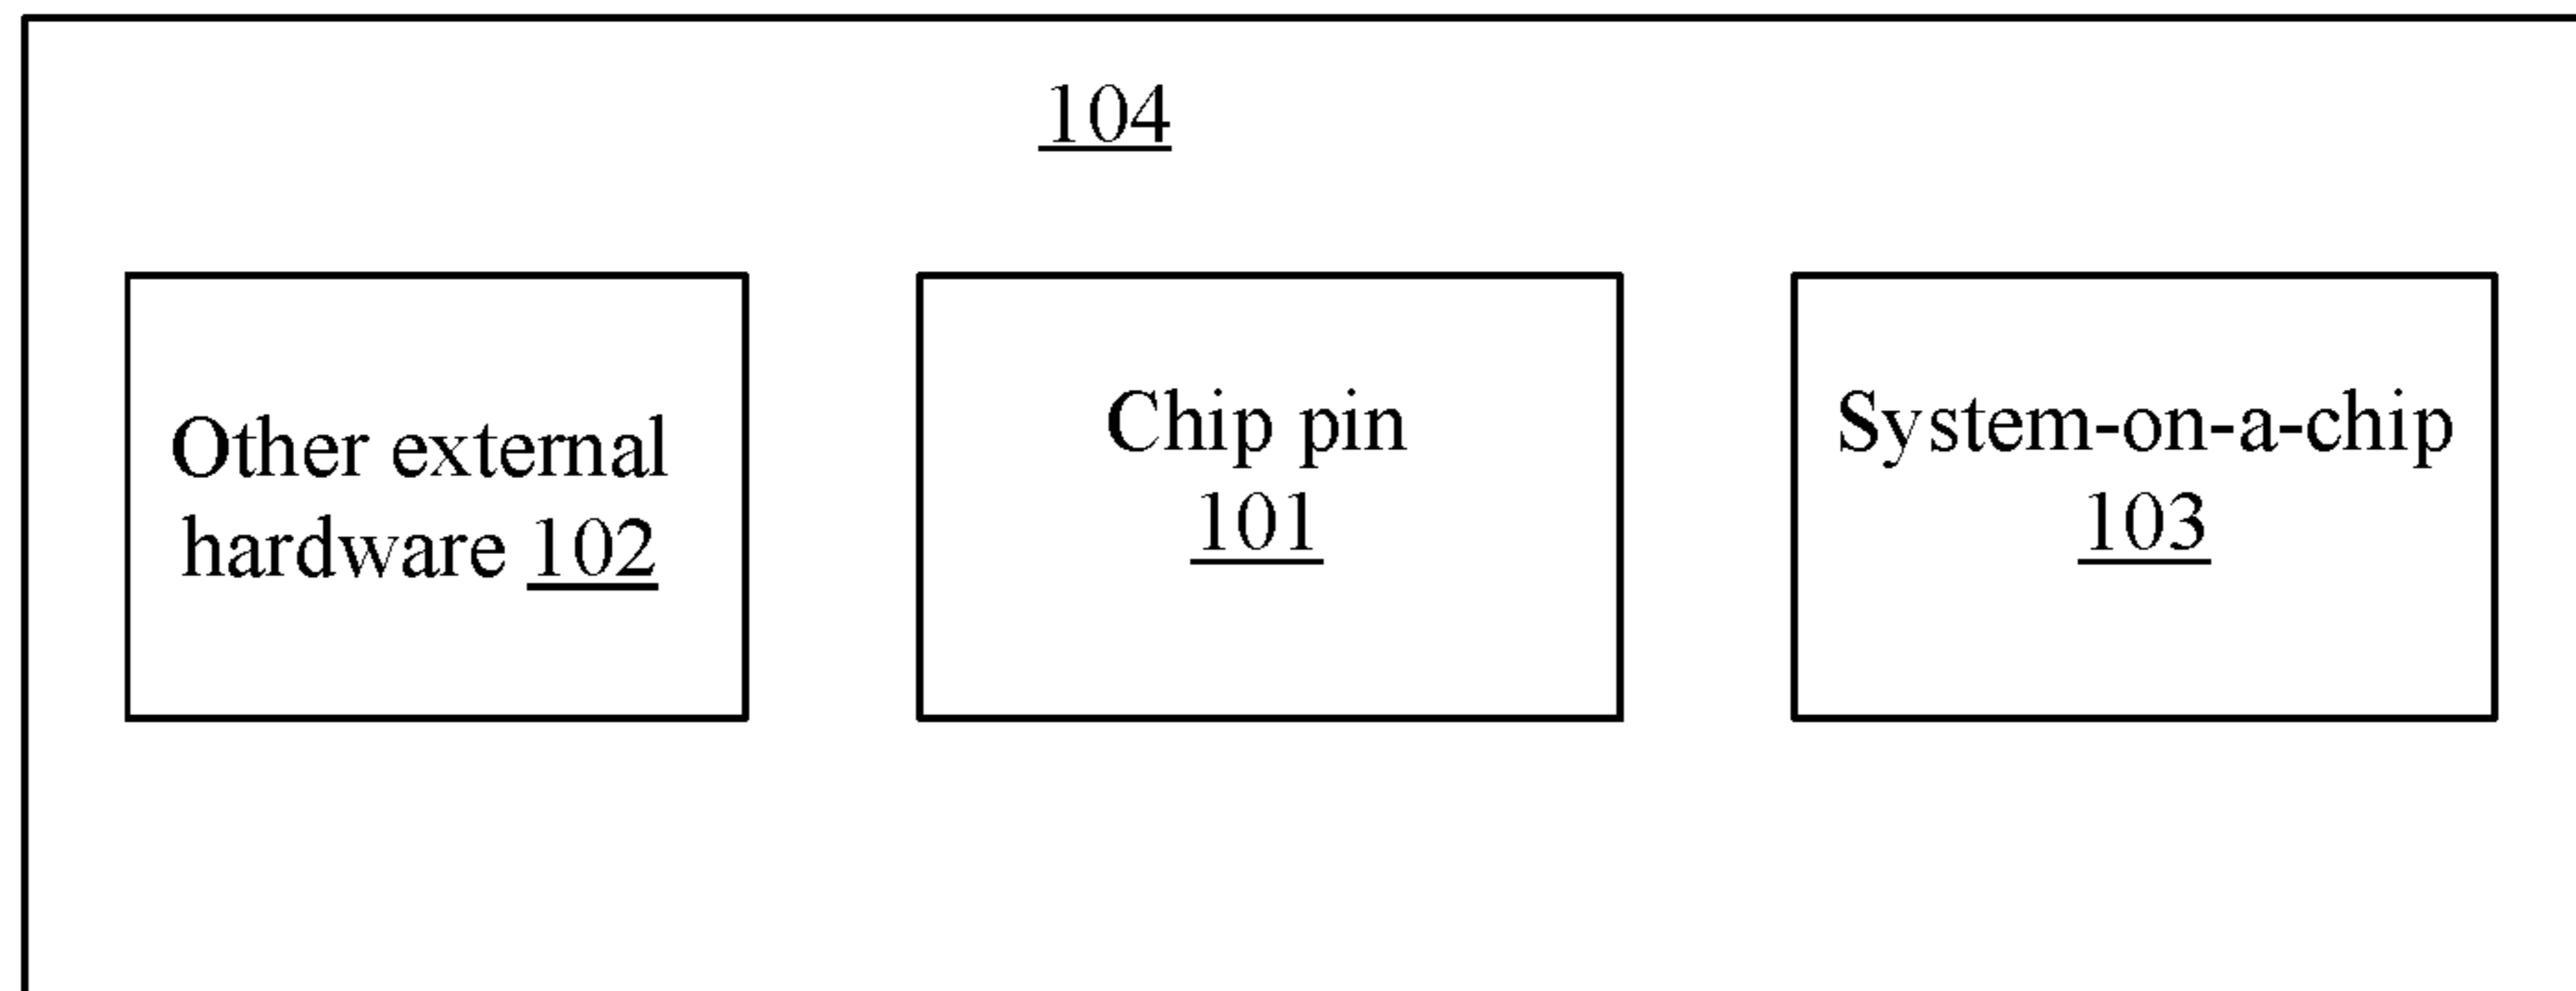 104
Other external
hardware 102
Chip pin
101
System-on-a-chip
103